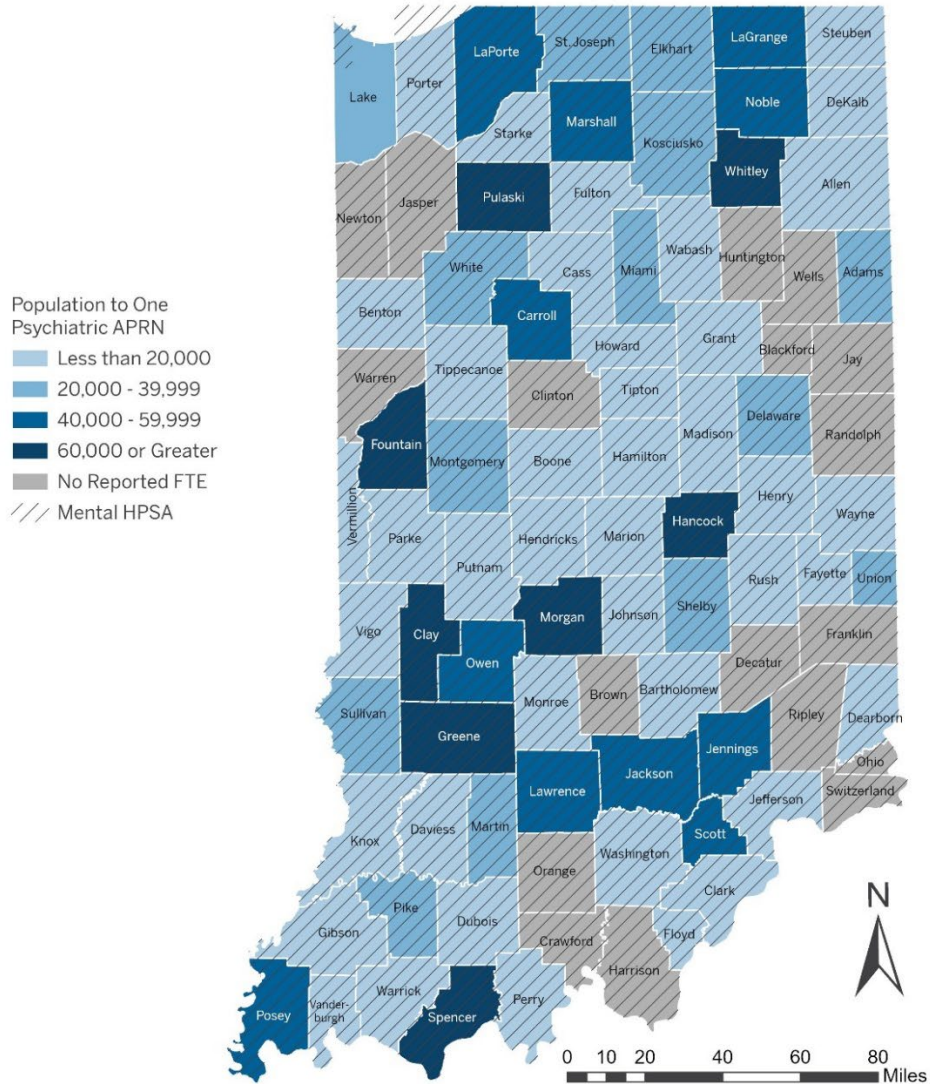 LaPorte
St. Joseph
Elkhart
LaGrange
Steuben
Porter
Lake
Noble
DeKalb
Starke
Marshall
Kosciusko
Whitley
Allen
Pulaski
Fulton
Newton
Jasper
Wabash
Huntington
White
Cass
Miami
Wells
Adams
Population to One
Psychiatric APRN
Less than 20,000
20,000 - 39,999
40,000 - 59,999
60,000 or Greater
No Reported FTE
Mental HPSA
Benton
Carroll
Howard
Grant
Blackford
Jay
Warren
Tippecanoe
Clinton
Tipton
Madison
Delaware
Randolph
Fountain
Montgomery
Boone
Hamilton
Vermillion
Henry
Hancock
Wayne
Parke
Putnam
Hendricks
Marion
Rush
Fayette
Union
Vigo
Clay
Morgan
Johnson
Shelby
Franklin
Owen
Decatur
Sullivan
Monroe
Brown
Bartholomew
Ripley
Dearborn
Greene
Jennings
Ohio
Lawrence
Jackson
Switzerland
Jefferson
Knox
Daviess
Martin
Scott
Washington
Orange
Clark
Pike
Dubois
Gibson
Floyd
Crawford
Harrison
N
Posey
Vander-
burgh
Warrick
Spencer
Perry
0 10 20 40 60 80
Miles